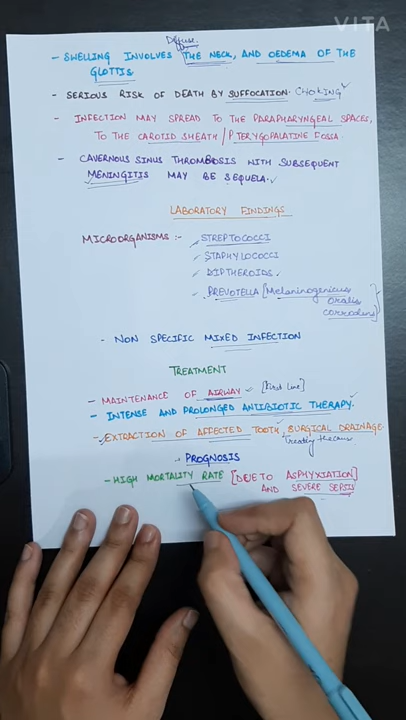 VITA
Diffuse
- SWELLING INVOLVES THE NECK, AND OEDEMA OF THE
GLOTTIS
- SERIOUS RISK OF DEATH BY SUFFOCATION. CHOKING
- INFECTION MAY SPREAD TO THE PARAPHARYNGEAL SPACES,
TO THE CAROTID SHEATH / PTERYGOPALATINE FOSSA.
- CAVERNOUS SINUS THROMBOSIS WITH SUBSEQUENT
MENINGITIS MAY BE SEQUELA.
LABORATORY FINDINGS
MICROORGANISMS :- STREPTOCOCCI
STAPHYLOCOCCI
DIPTHEROIDS
PREVOTELLA [Melaninogenicus
oralis
corrodens]
- NON SPECIFIC MIXED INFECTION
TREATMENT
- MAINTENANCE OF AIRWAY - [First line]
- INTENSE AND PROLONGED ANTIBIOTIC THERAPY.
- EXTRACTION OF AFFECTED TOOTH, SURGICAL DRAINAGE.
treating the cause
PROGNOSIS
- HIGH MORTALITY RATE [DUE TO ASPHYXIATION]
AND SEVERE SEPSIS